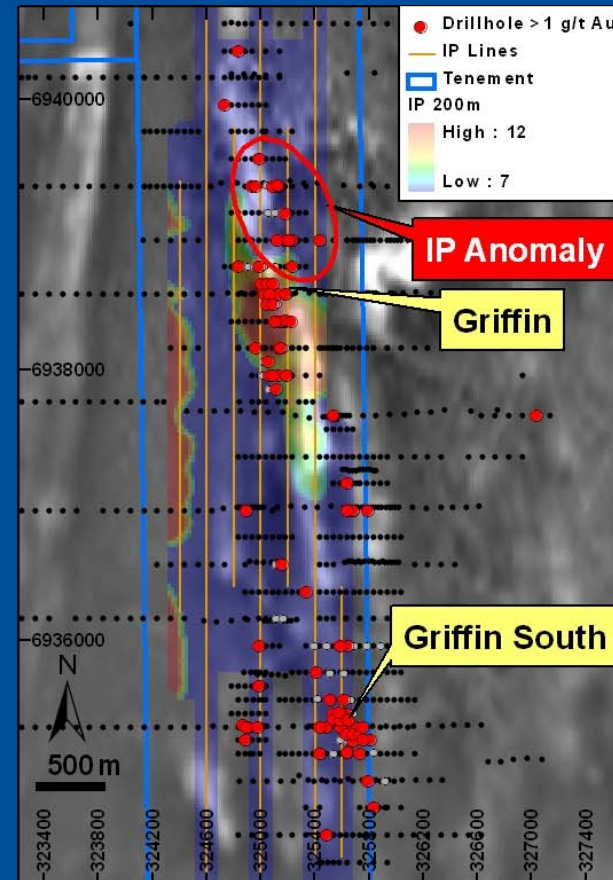 Drillhole > 1 g/t Au
IP Lines
Tenement
IP 200m
High : 12
Low : 7
6940000
IP Anomaly
Griffin
6938000
6936000
Griffin South
N
500 m
323400
323800
324200
324600
325000
325400
325800
326200
326600
327000
327400